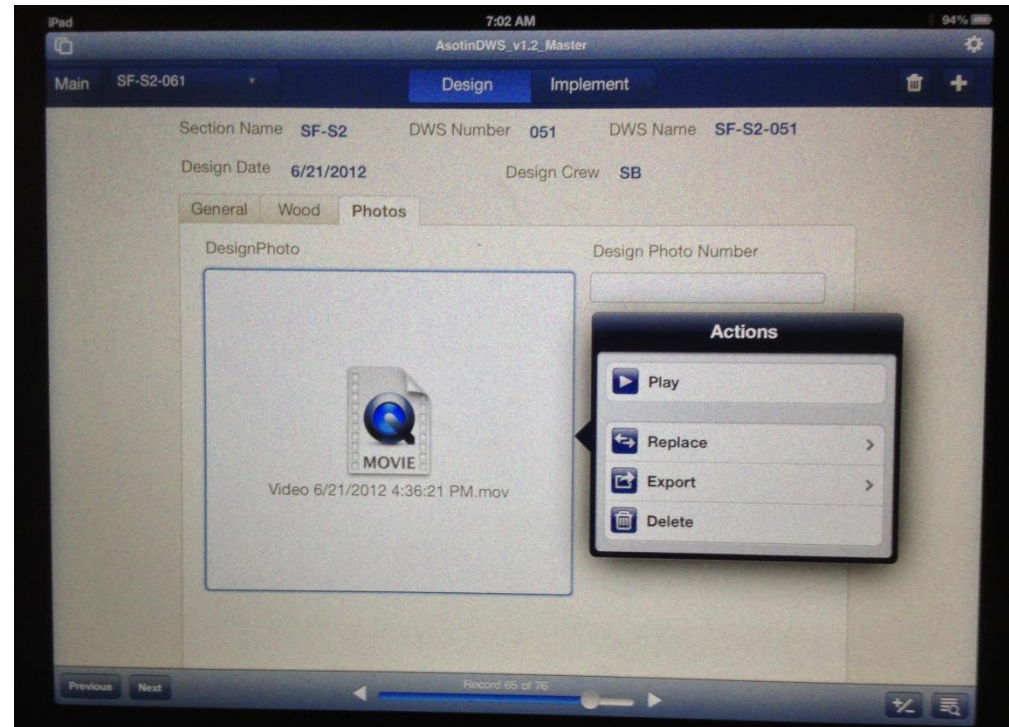 iPad 7:02 AM 94%
AsotinDWS_v1.2_Master
Main SF-S2-061 Design Implement
Section Name SF-S2 DWS Number 051 DWS Name SF-S2-051
Design Date 6/21/2012 Design Crew SB
General Wood Photos
DesignPhoto Design Photo Number
Actions
Play
Replace
Export
Delete
MOVIE
Video 6/21/2012 4:36:21 PM.mov
Previous Next Record 65 of 76